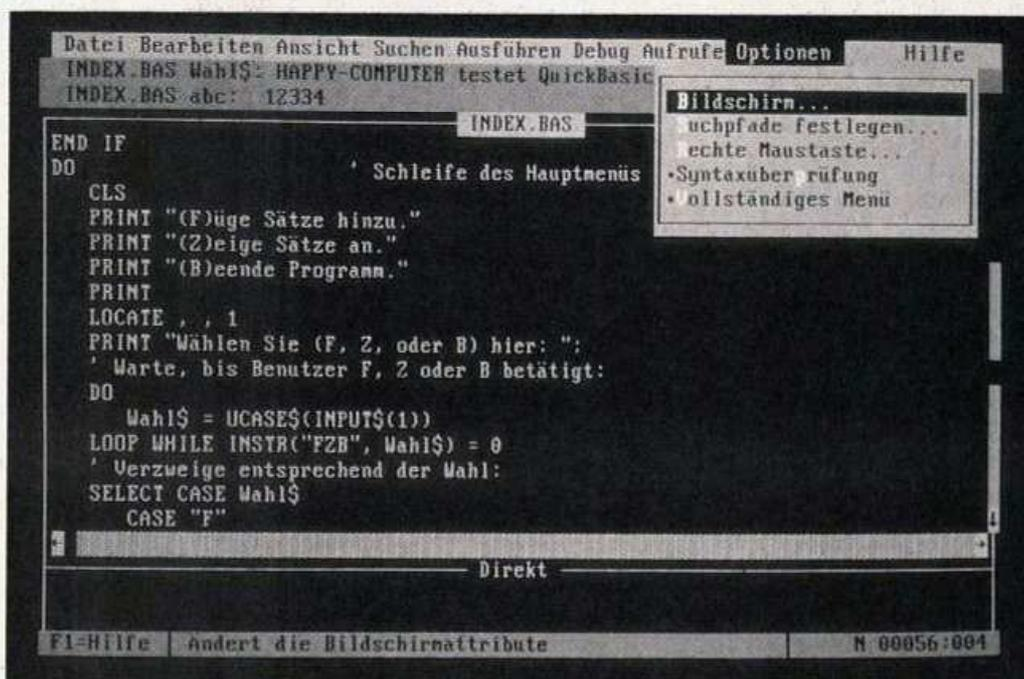 Datei Bearbeiten Ansicht Suchen Ausführen Debug Aufrufe Optionen Hilfe
INDEX.BAS Wahl$: HAPPY-COMPUTER testet QuickBasic
INDEX.BAS abc: 12334
Bildschirm...
uchpfade festlegen...
echte Maustaste...
•Syntaxüber rüfung
• ollständiges Menü
INDEX.BAS
END IF
DO ' Schleife des Hauptmenüs
CLS
PRINT "(F)üge Sätze hinzu."
PRINT "(Z)eige Sätze an."
PRINT "(B)eende Programm."
PRINT
LOCATE , , 1
PRINT "Wählen Sie (F, Z, oder B) hier: ";
' Warte, bis Benutzer F, Z oder B betätigt:
DO
Wahl$ = UCASE$(INPUT$(1))
LOOP WHILE INSTR("FZB", Wahl$) = 0
' Verzweige entsprechend der Wahl:
SELECT CASE Wahl$
CASE "F"
Direkt
F1=Hilfe Ändert die Bildschirmattribute N 00056:004